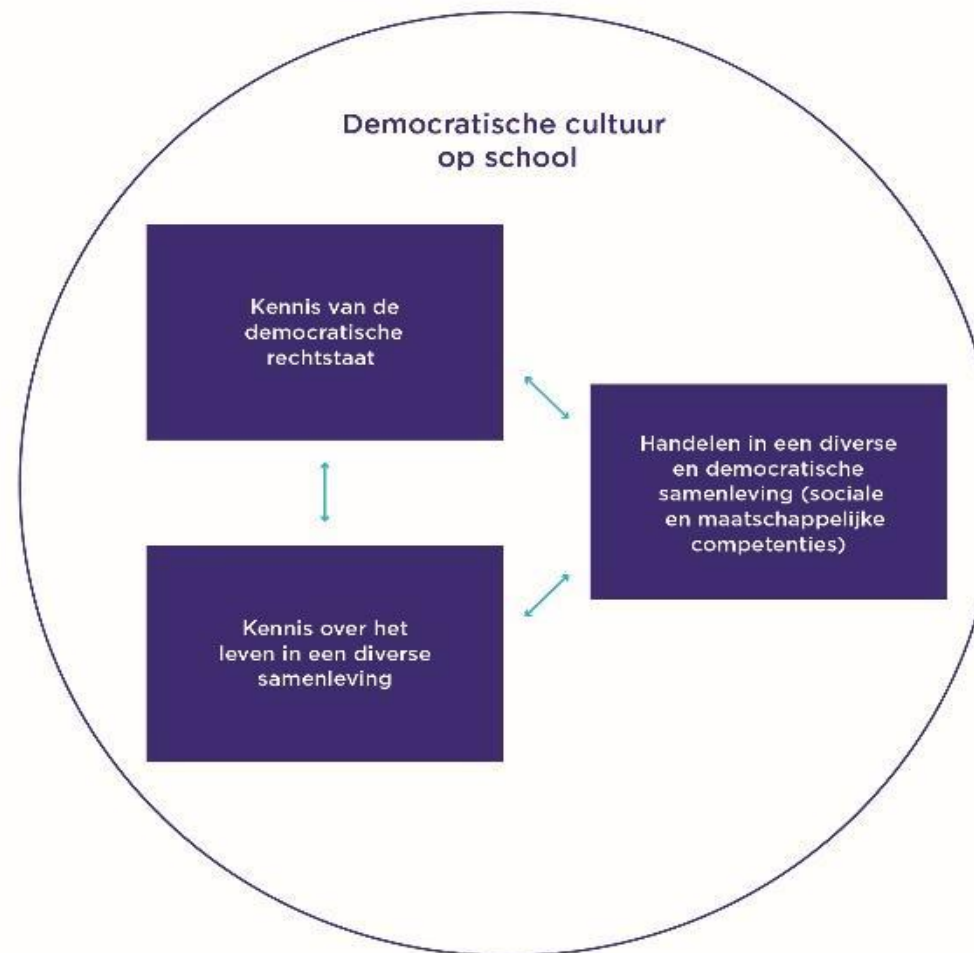 Democratische cultuur
op school
Kennis van de
democratische
rechtstaat
Handelen in een diverse
en democratische
samenleving (sociale
en maatschappelijke
competenties)
Kennis over het
leven in een diverse
samenleving